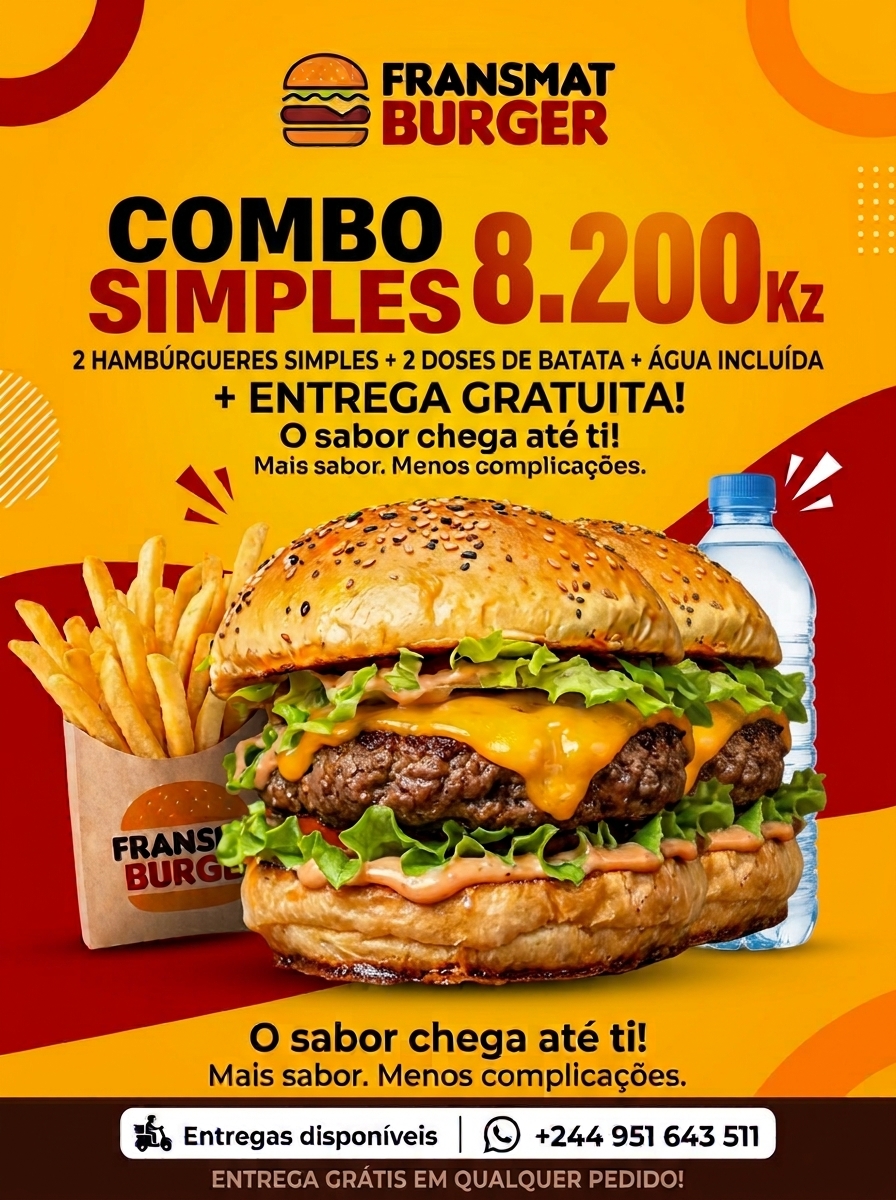 FRANSMAT
BURGER
COMBO
SIMPLES
8.200Kz
2 HAMBÚRGUERES SIMPLES + 2 DOSES DE BATATA + ÁGUA INCLUÍDA
+ ENTREGA GRATUITA!
O sabor chega até ti!
Mais sabor. Menos complicações.
O sabor chega até ti!
Mais sabor. Menos complicações.
Entregas disponíveis
+244 951 643 511
ENTREGA GRÁTIS EM QUALQUER PEDIDO!